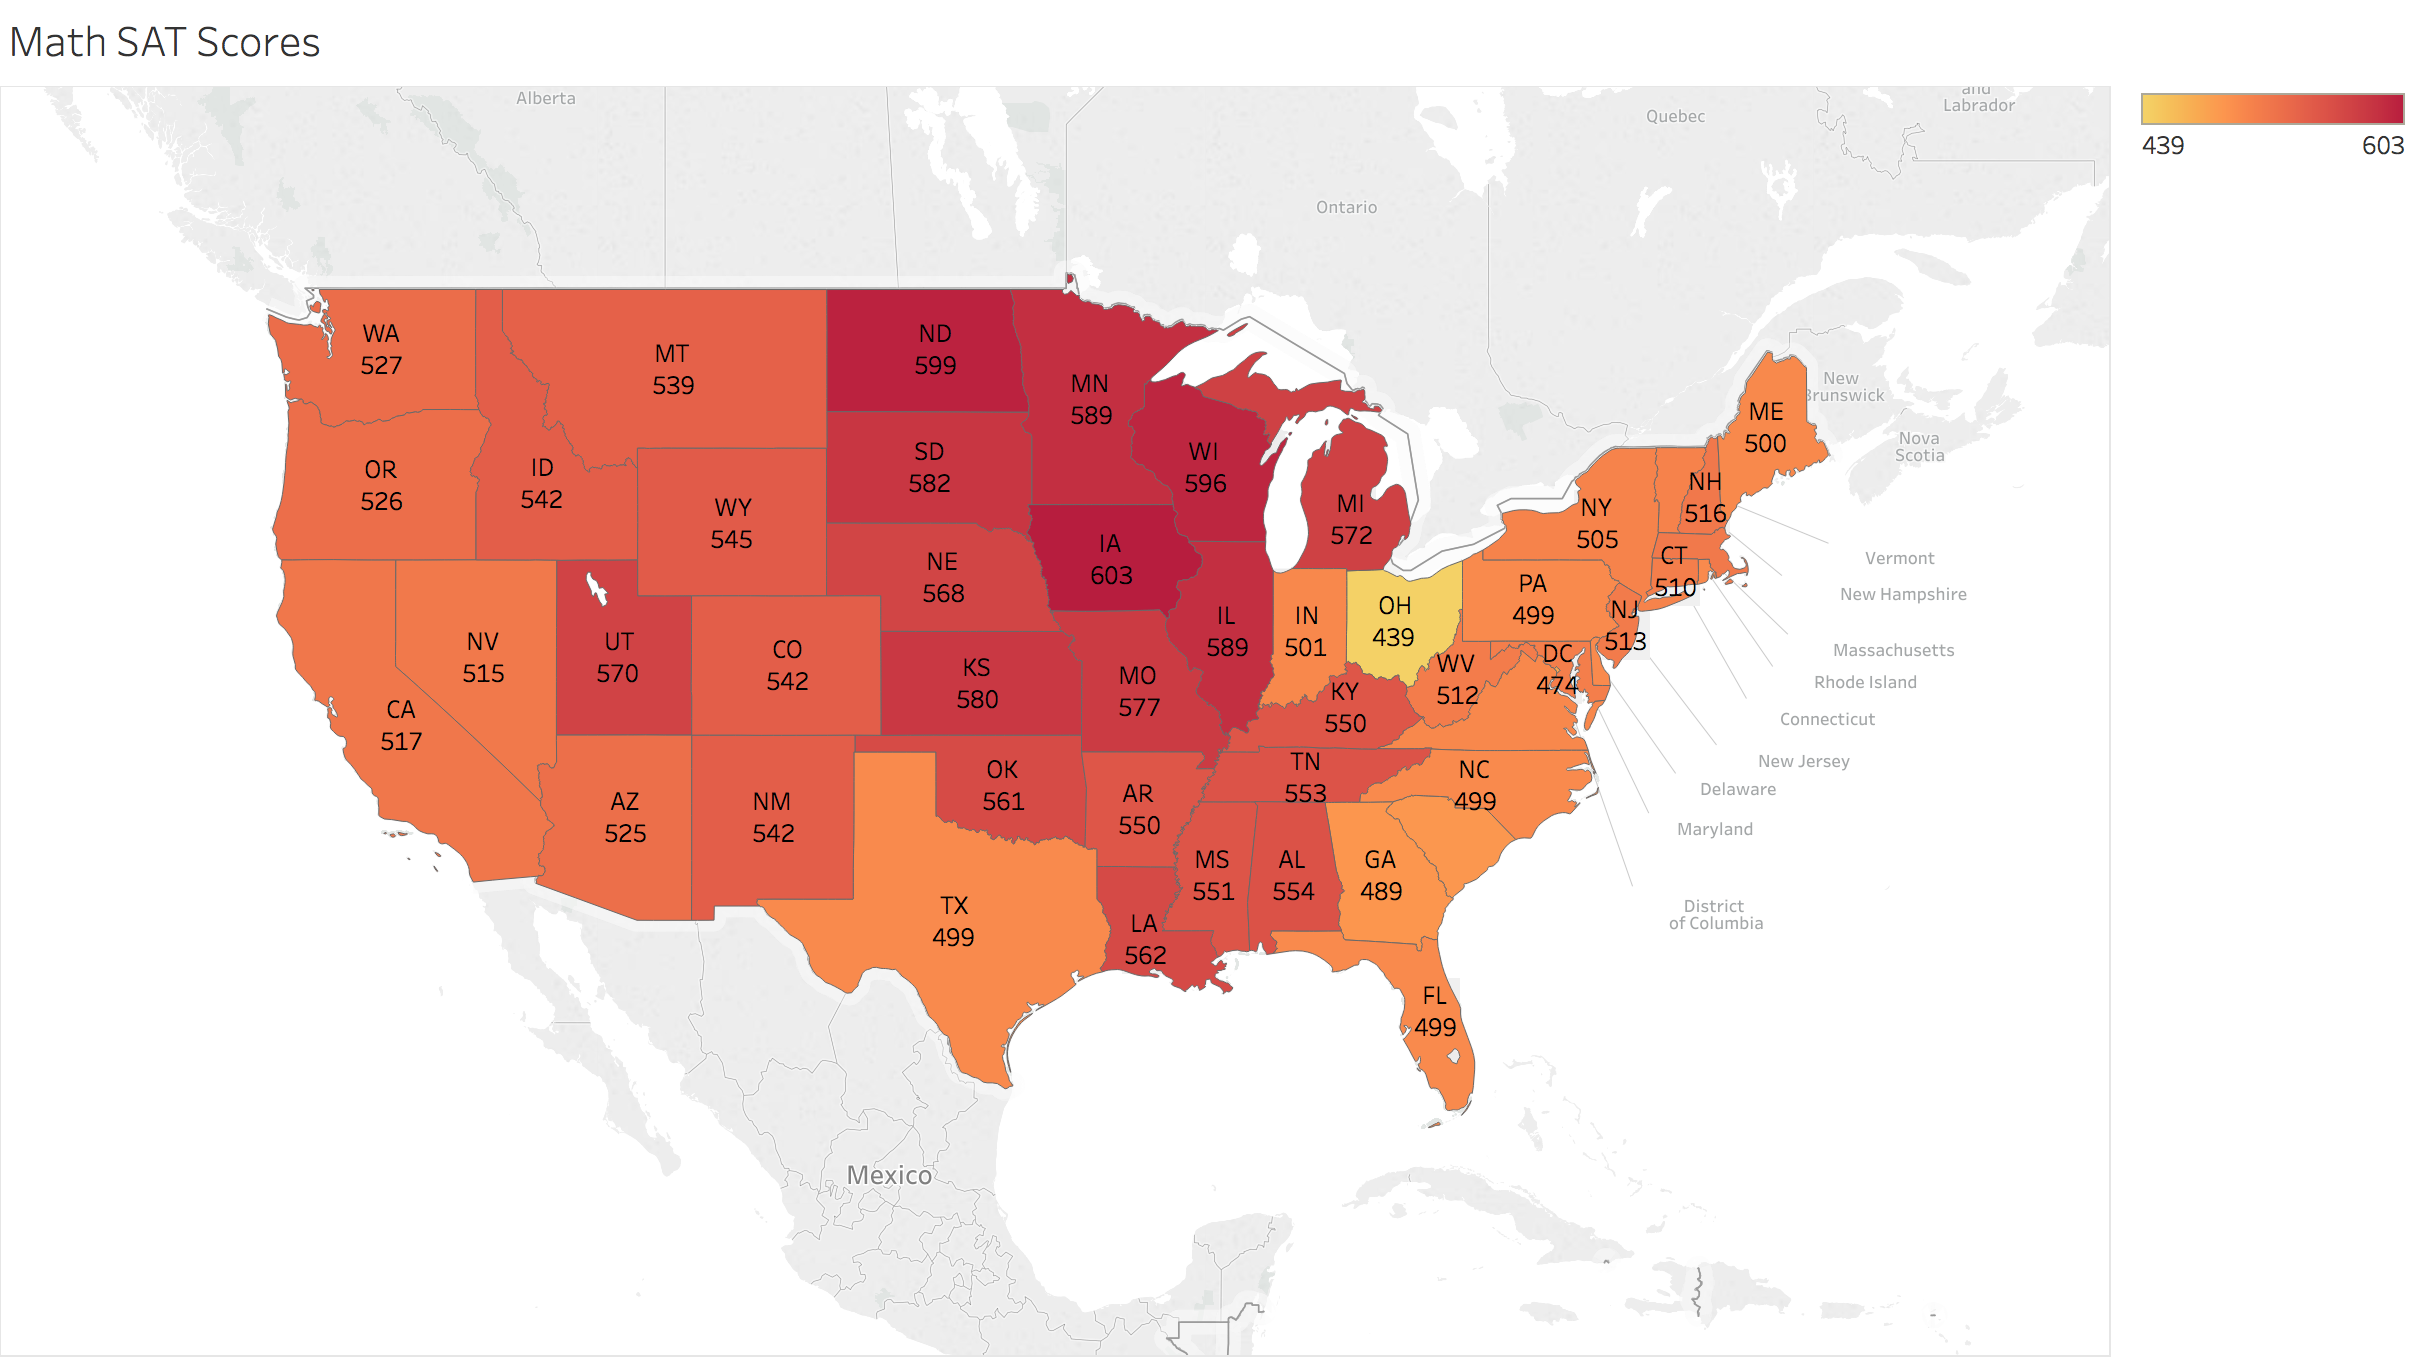 Math SAT Scores
439
603
Alberta
and
Labrador
Quebec
Ontario
WA
527
MT
539
ND
599
MN
589
New
Brunswick
ME
500
Nova
Scotia
OR
526
ID
542
SD
582
WI
596
WY
545
MI
572
NY
505
NH
516
NE
568
IA
603
CT
510
Vermont
New Hampshire
PA
499
OH
439
IN
501
IL
589
NJ
513
NV
515
UT
570
CO
542
KS
580
MO
577
WV
512
DC
474
KY
550
Massachusetts
Rhode Island
Connecticut
CA
517
New Jersey
Delaware
Maryland
AZ
525
NM
542
OK
561
AR
550
TN
553
NC
499
MS
551
AL
554
GA
489
TX
499
LA
562
District
of Columbia
FL
499
Mexico